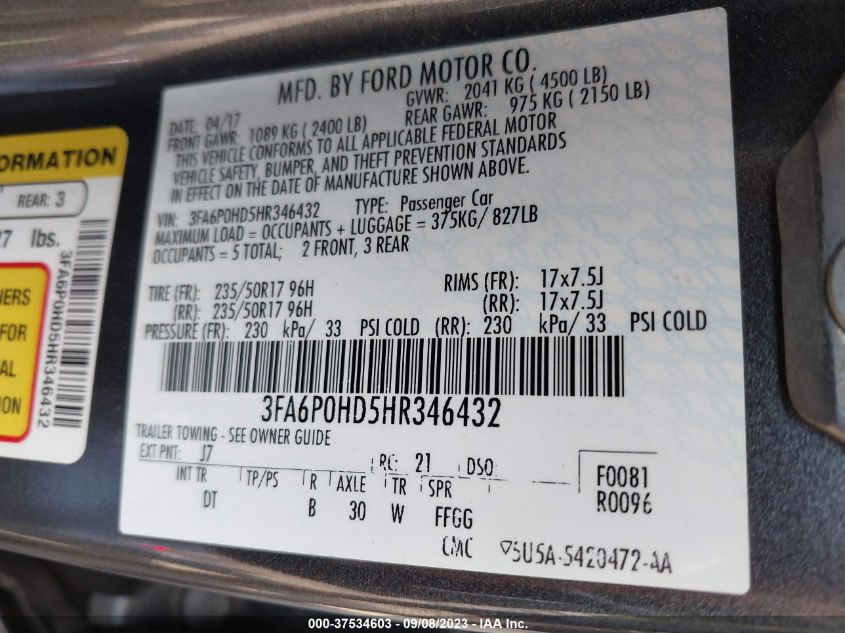 MFD. BY FORD MOTOR CO.
DATE: 04/17 GVWR: 2041 KG ( 4500 LB)
FRONT GAWR: 1089 KG ( 2400 LB) REAR GAWR: 975 KG ( 2150 LB)
THIS VEHICLE CONFORMS TO ALL APPLICABLE FEDERAL MOTOR
VEHICLE SAFETY, BUMPER, AND THEFT PREVENTION STANDARDS
IN EFFECT ON THE DATE OF MANUFACTURE SHOWN ABOVE.
VIN: 3FA6P0HD5HR346432 TYPE: Passenger Car
MAXIMUM LOAD = OCCUPANTS + LUGGAGE = 375KG/ 827LB
OCCUPANTS = 5 TOTAL; 2 FRONT, 3 REAR
TIRE (FR): 235/50R17 96H RIMS (FR): 17x7.5J
(RR): 235/50R17 96H (RR): 17x7.5J
PRESSURE (FR): 230 kPa/ 33 PSI COLD (RR): 230 kPa/ 33 PSI COLD
3FA6P0HD5HR346432
TRAILER TOWING - SEE OWNER GUIDE
EXT PNT: J7 RC: 21 DSO:
INT TR TP/PS R AXLE TR SPR
DT B 30 W FFGG
F0081
R0096
CMC 5U5A-5420472-AA
ORMATION
REAR: 3
27 lbs.
NERS
FOR
AL
ION
3FA6P0HD5HR346432
000-37534603 - 09/08/2023 - IAA Inc.